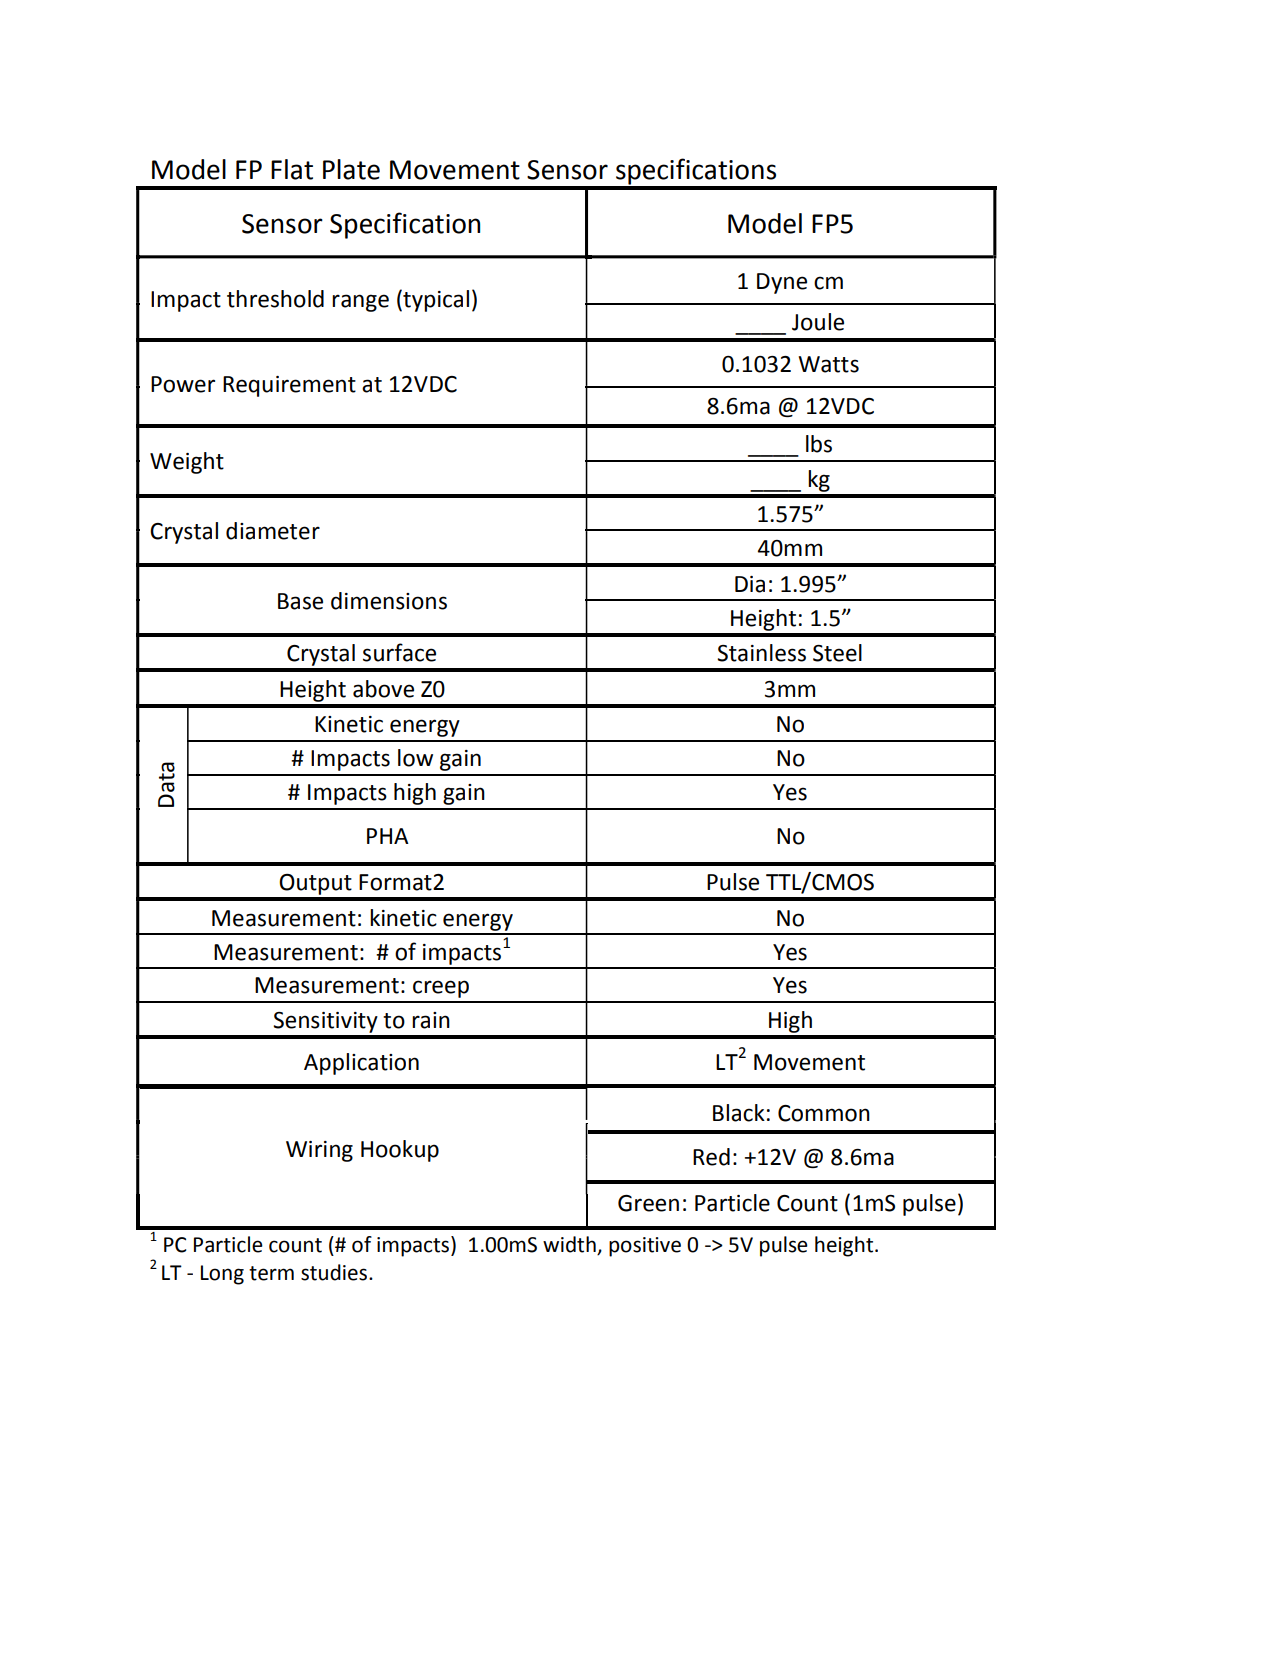 Model FP Flat Plate Movement Sensor specifications
Sensor Specification
Model FP5
Impact threshold range (typical)
1 Dyne cm
____ Joule
Power Requirement at 12VDC
0.1032 Watts
8.6ma @ 12VDC
Weight
____ lbs
____ kg
Crystal diameter
1.575”
40mm
Base dimensions
Dia: 1.995”
Height: 1.5”
Crystal surface
Stainless Steel
Height above Z0
3mm
Data
Kinetic energy
No
# Impacts low gain
No
# Impacts high gain
Yes
PHA
No
Output Format2
Pulse TTL/CMOS
Measurement: kinetic energy
No
Measurement:  # of impacts1
Yes
Measurement: creep
Yes
Sensitivity to rain
High
Application
LT2 Movement
Wiring Hookup
Black: Common
Red: +12V @ 8.6ma
Green: Particle Count (1mS pulse)
1 PC Particle count (# of impacts)  1.00mS width, positive 0 -> 5V pulse height.
2 LT - Long term studies.